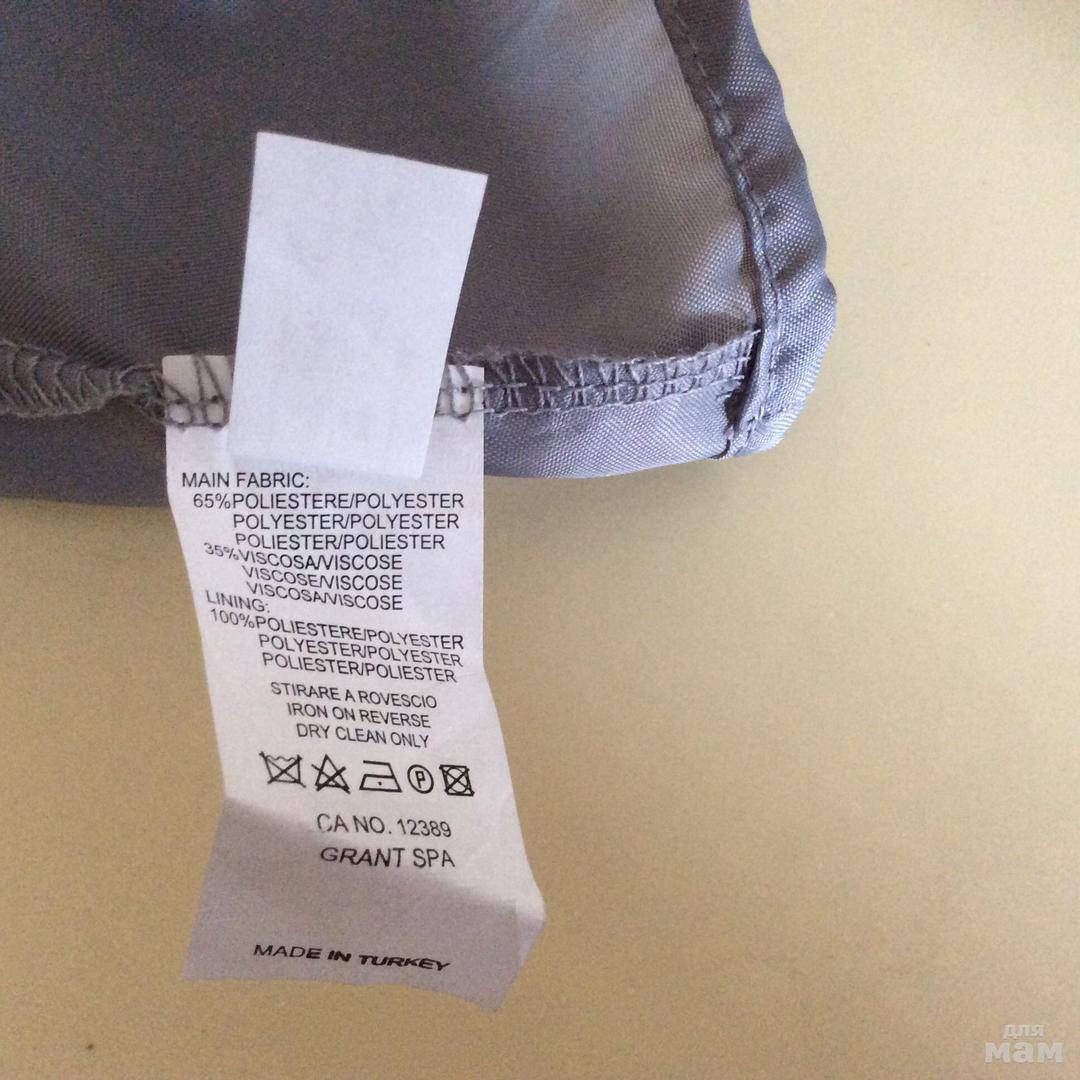 MAIN FABRIC:
65%POLIESTERE/POLYESTER
POLYESTER/POLYESTER
POLIESTER/POLIESTER
35%VISCOSA/VISCOSE
VISCOSE/VISCOSE
VISCOSA/VISCOSE
LINING:
100%POLIESTERE/POLYESTER
POLYESTER/POLYESTER
POLIESTER/POLIESTER
STIRARE A ROVESCIO
IRON ON REVERSE
DRY CLEAN ONLY
P
CA NO. 12389
GRANT SPA
MADE IN TURKEY
для
мам